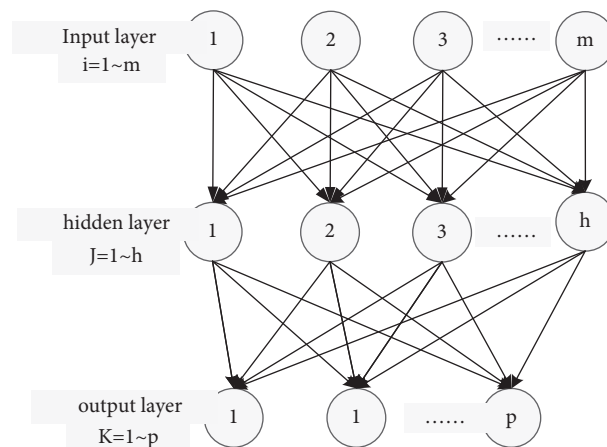 Input layer
i=1~m
1 2 3 ...... m
hidden layer
J=1~h
1 2 3 ...... h
output layer
K=1~p
1 1 ...... p